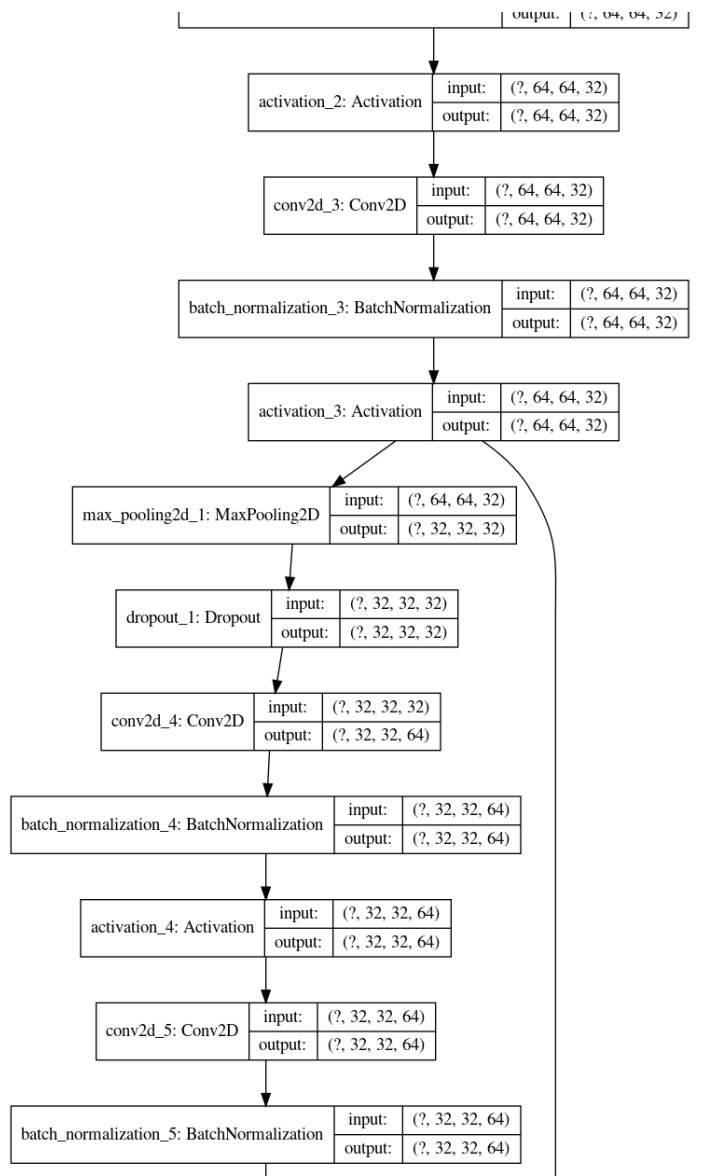 output: (?, 64, 64, 32)
activation_2: Activation
input: (?, 64, 64, 32)
output: (?, 64, 64, 32)
conv2d_3: Conv2D
input: (?, 64, 64, 32)
output: (?, 64, 64, 32)
batch_normalization_3: BatchNormalization
input: (?, 64, 64, 32)
output: (?, 64, 64, 32)
activation_3: Activation
input: (?, 64, 64, 32)
output: (?, 64, 64, 32)
max_pooling2d_1: MaxPooling2D
input: (?, 64, 64, 32)
output: (?, 32, 32, 32)
dropout_1: Dropout
input: (?, 32, 32, 32)
output: (?, 32, 32, 32)
conv2d_4: Conv2D
input: (?, 32, 32, 32)
output: (?, 32, 32, 64)
batch_normalization_4: BatchNormalization
input: (?, 32, 32, 64)
output: (?, 32, 32, 64)
activation_4: Activation
input: (?, 32, 32, 64)
output: (?, 32, 32, 64)
conv2d_5: Conv2D
input: (?, 32, 32, 64)
output: (?, 32, 32, 64)
batch_normalization_5: BatchNormalization
input: (?, 32, 32, 64)
output: (?, 32, 32, 64)